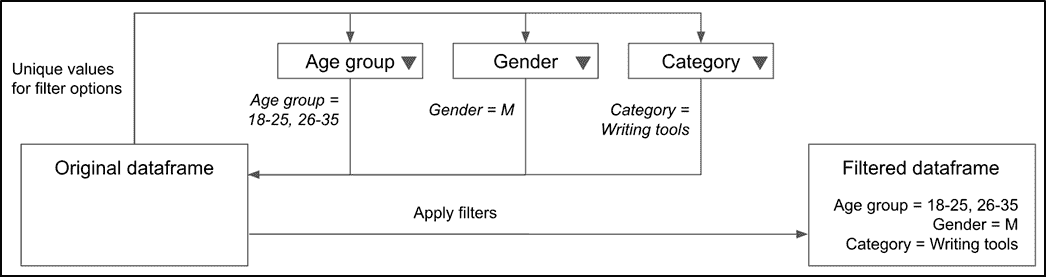 Unique values
for filter options
Age group
Gender
Category
Age group =
18-25, 26-35
Gender = M
Category =
Writing tools
Original dataframe
Apply filters
Filtered dataframe
Age group = 18-25, 26-35
Gender = M
Category = Writing tools